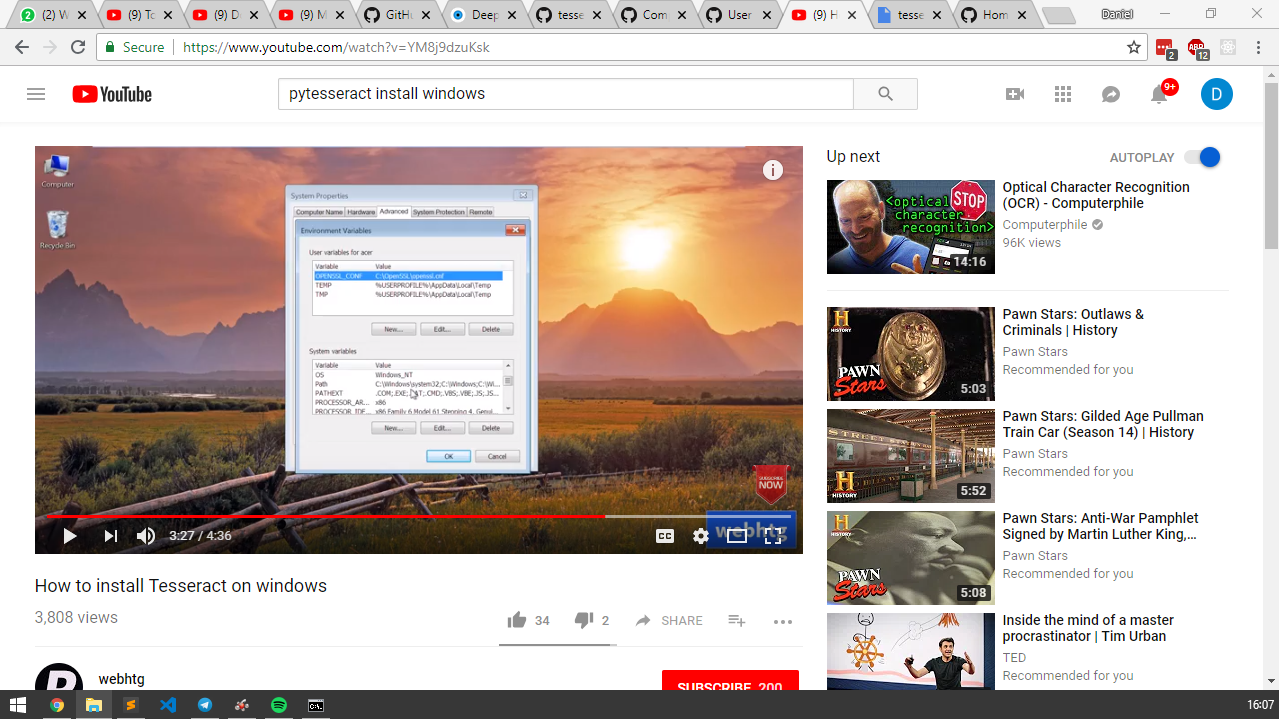 (2) W
(9) To
(9) D
(9) M
GitHu
Deep
tesse
Com
User
(9) H
tesse
Hom
Daniel
Secure
https://www.youtube.com/watch?v=YM8j9dzuKsk
2
ABP
12
YouTube
pytesseract install windows
9+
D
Computer
Recycle Bin
System Properties
Computer Name Hardware Advanced System Protection Remote
Environment Variables
User variables for acer
Variable Value
OPENSSL_CONF C:\OpenSSL\openssl.cnf
TEMP %USERPROFILE%\AppData\Local\Temp
TMP %USERPROFILE%\AppData\Local\Temp
New... Edit... Delete
System variables
Variable Value
OS Windows_NT
Path C:\Windows\system32;C:\Windows;C:\Wi...
PATHEXT .COM;.EXE;.BAT;.CMD;.VBS;.VBE;.JS;.JS...
PROCESSOR_AR... x86
PROCESSOR_IDE... x86 Family 6 Model 61 Stepping 4, Genui...
New... Edit... Delete
OK Cancel
SUBSCRIBE
NOW
webhtg
3:27 / 4:36
CC
How to install Tesseract on windows
3,808 views
34
2
SHARE
webhtg
SUBSCRIBE 200
Up next
AUTOPLAY
<optical
character
recognition>
STOP
14:16
Optical Character Recognition
(OCR) - Computerphile
Computerphile
96K views
H
HISTORY
PAWN
Stars
5:03
Pawn Stars: Outlaws &
Criminals | History
Pawn Stars
Recommended for you
H
HISTORY
5:52
Pawn Stars: Gilded Age Pullman
Train Car (Season 14) | History
Pawn Stars
Recommended for you
H
HISTORY
PAWN
Stars
5:08
Pawn Stars: Anti-War Pamphlet
Signed by Martin Luther King,...
Pawn Stars
Recommended for you
Inside the mind of a master
procrastinator | Tim Urban
TED
Recommended for you
16:07